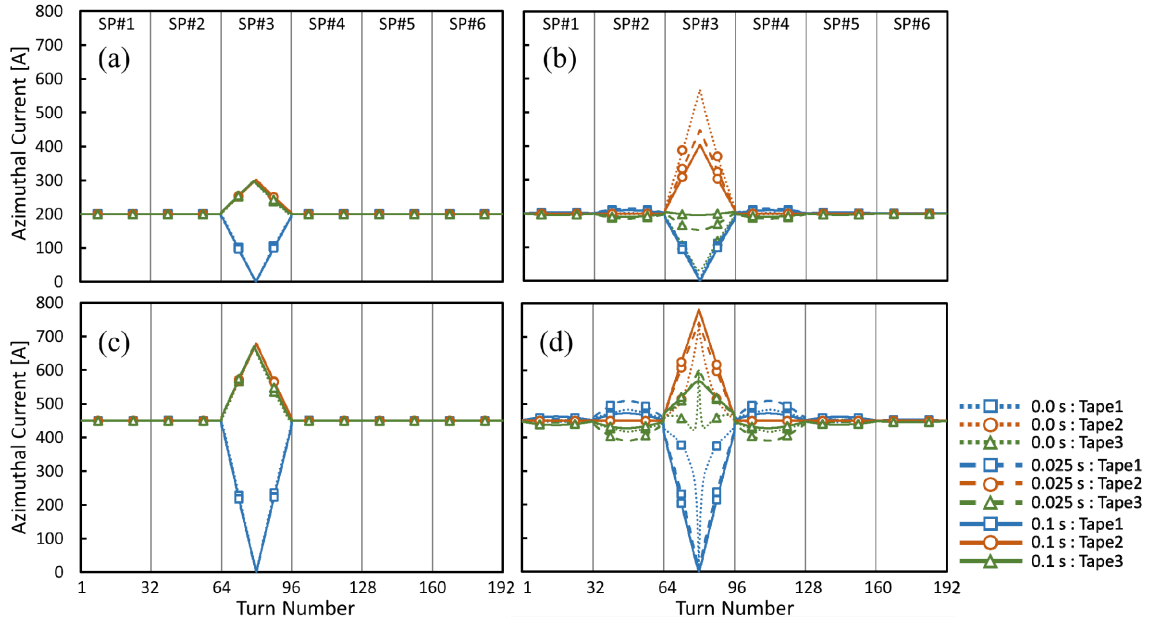 SP#1 SP#2 SP#3 SP#4 SP#5 SP#6
SP#1 SP#2 SP#3 SP#4 SP#5 SP#6
(a)
(b)
800
700
600
500
400
300
200
100
0
Azimuthal Current [A]
(c)
(d)
800
700
600
500
400
300
200
100
0
Azimuthal Current [A]
1 32 64 96 128 160 192
Turn Number
1 32 64 96 128 160 192
Turn Number
0.0 s : Tape1
0.0 s : Tape2
0.0 s : Tape3
0.025 s : Tape1
0.025 s : Tape2
0.025 s : Tape3
0.1 s : Tape1
0.1 s : Tape2
0.1 s : Tape3